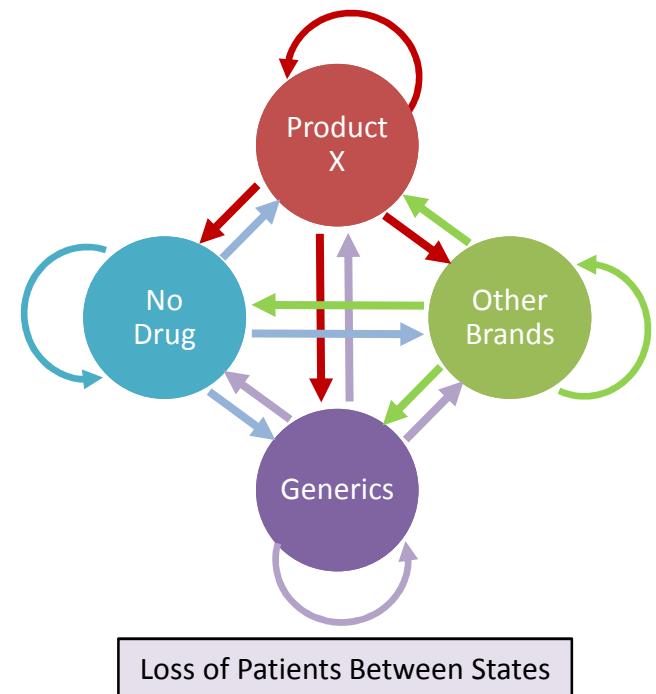 Product
X
No
Drug
Other
Brands
Generics
Loss of Patients Between States